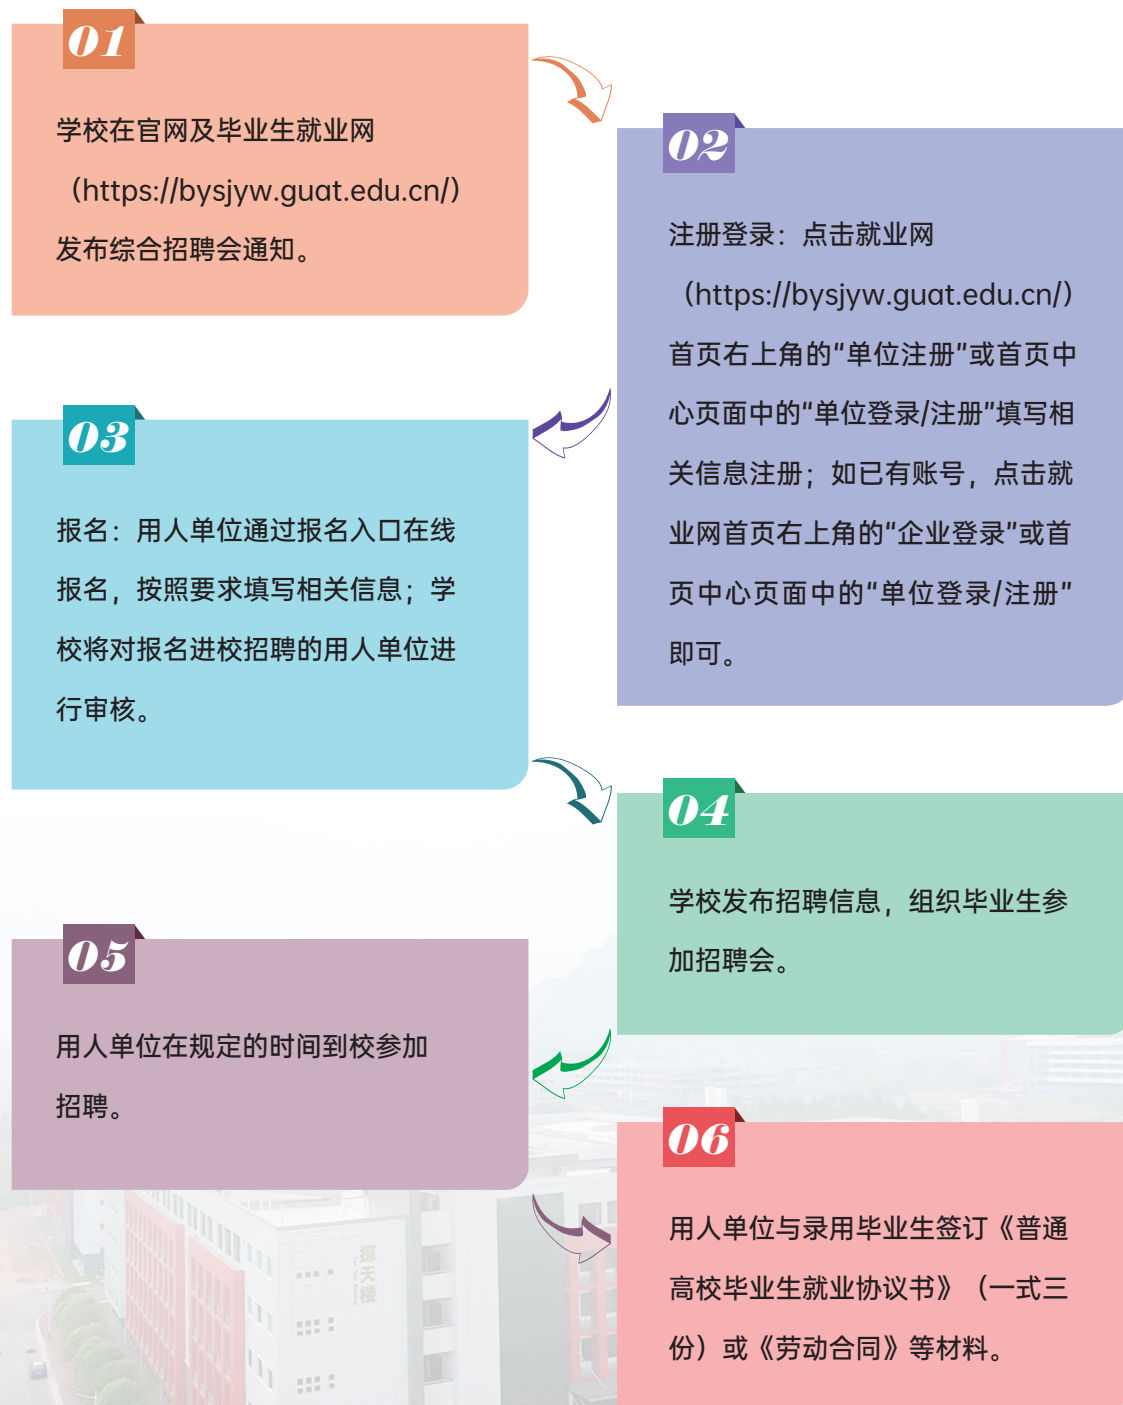 01
学校在官网及毕业生就业网
（https://bysjyw.guat.edu.cn/）
发布综合招聘会通知。
02
注册登录：点击就业网
（https://bysjyw.guat.edu.cn/）
首页右上角的“单位注册”或首页中
心页面中的“单位登录/注册”填写相
关信息注册；如已有账号，点击就
业网首页右上角的“企业登录”或首
页中心页面中的“单位登录/注册”
即可。
03
报名：用人单位通过报名入口在线
报名，按照要求填写相关信息；学
校将对报名进校招聘的用人单位进
行审核。
04
学校发布招聘信息，组织毕业生参
加招聘会。
05
用人单位在规定的时间到校参加
招聘。
06
用人单位与录用毕业生签订《普通
高校毕业生就业协议书》（一式三
份）或《劳动合同》等材料。
探天楼